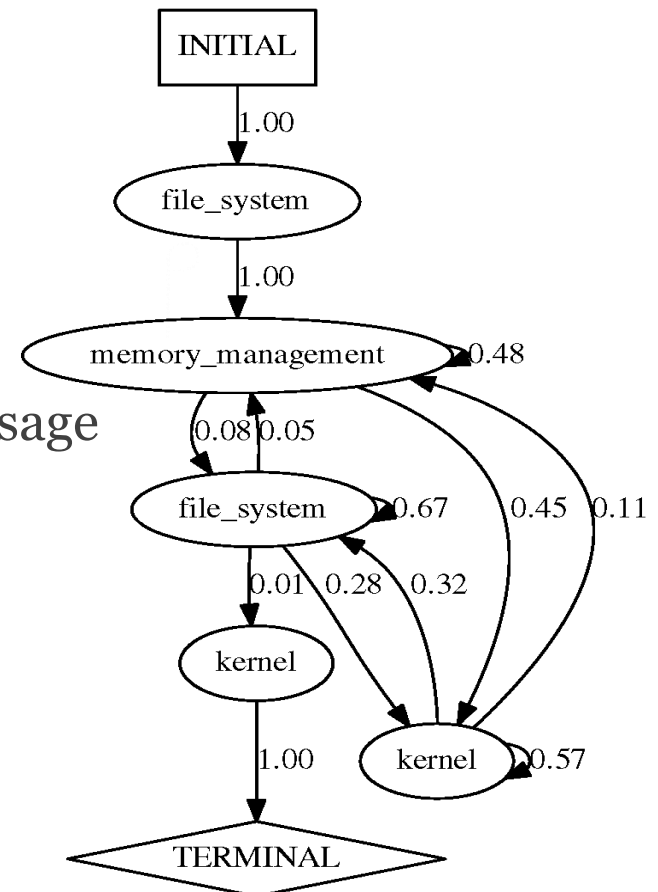 INITIAL
1.00
file_system
1.00
memory_management
0.48
sage
0.08 0.05
file_system
0.67
0.45
0.11
0.01
0.28
0.32
kernel
kernel
0.57
1.00
TERMINAL